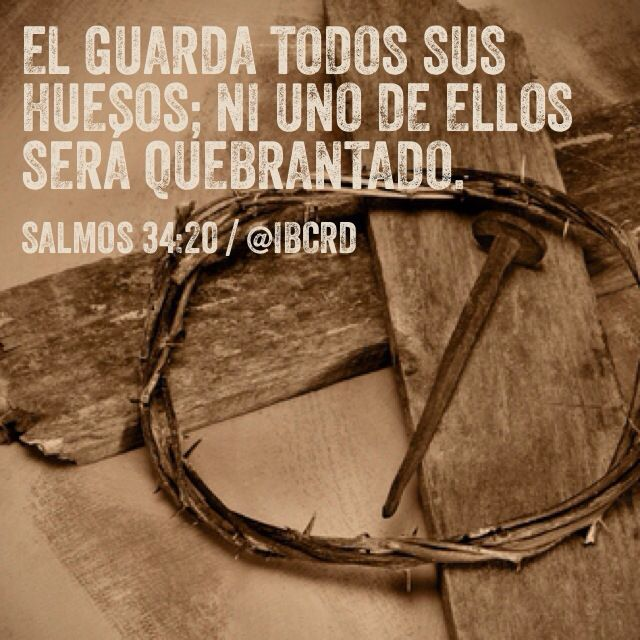 EL GUARDA TODOS SUS
HUESOS; NI UNO DE ELLOS
SERÁ QUEBRANTADO.
SALMOS 34:20 / @IBCRD